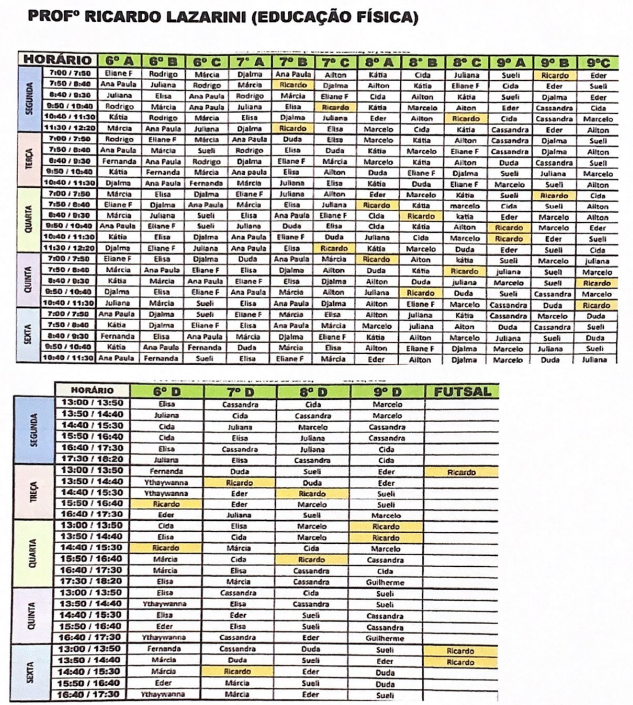 PROFº RICARDO LAZARINI (EDUCAÇÃO FÍSICA)
HORÁRIO 6º A 6º B 6º C 7º A 7º B 7º C 8º A 8º B 8º C 9º A 9º B 9ºC
SEGUNDA
7:00 / 7:50 Eliane F Rodrigo Márcia Djalma Ana Paula Ailton Kátia Cida Juliana Sueli Ricardo Eder
7:50 / 8:40 Ana Paula Juliana Rodrigo Márcia Ricardo Djalma Ailton Kátia Eliane F Cida Eder Sueli
8:40 / 9:30 Juliana Elisa Ana Paula Rodrigo Márcia Eliane F Cida Ailton Kátia Sueli Djalma Eder
9:50 / 10:40 Rodrigo Márcia Ana Paula Juliana Elisa Ricardo Kátia Marcelo Ailton Eder Cassandra Cida
10:40 / 11:30 Kátia Rodrigo Márcia Elisa Djalma Juliana Eder Ailton Ricardo Cida Cassandra Marcelo
11:30 / 12:20 Márcia Ana Paula Juliana Djalma Ricardo Elisa Marcelo Cida Kátia Cassandra Eder Ailton
TERÇA
7:00 / 7:50 Rodrigo Eliane F Márcia Ana Paula Duda Elisa Marcelo Kátia Ailton Cassandra Djalma Sueli
7:50 / 8:40 Ana Paula Márcia Sueli Rodrigo Elisa Duda Kátia Marcelo Eliane F Cassandra Djalma Ailton
8:40 / 9:30 Fernanda Ana Paula Rodrigo Djalma Eliane F Márcia Marcelo Kátia Ailton Duda Cassandra Sueli
9:50 / 10:40 Kátia Fernanda Márcia Ana paula Elisa Ailton Duda Eliane F Djalma Sueli Juliana Marcelo
10:40 / 11:30 Djalma Ana Paula Fernanda Márcia Juliana Elisa Kátia Duda Eliane F Marcelo Sueli Ailton
QUARTA
7:00 / 7:50 Márcia Elisa Djalma Eliane F Juliana Ailton Eder Marcelo Kátia Sueli Ricardo Cida
7:50 / 8:40 Eliane F Djalma Ana Paula Márcia Elisa Juliana Ricardo Kátia marcelo Cida Sueli Ailton
8:40 / 9:30 Márcia Juliana Sueli Elisa Ana Paula Eliane F Cida Ricardo katia Eder Marcelo Ailton
9:50 / 10:40 Ana Paula Eliane F Sueli Juliana Duda Elisa Cida Kátia Ailton Ricardo Marcelo Eder
10:40 / 11:30 Kátia Elisa Djalma Ana Paula Eliane F Duda Juliana Cida Marcelo Ricardo Eder Sueli
11:30 / 12:20 Djalma Eliane F Juliana Ana Paula Elisa Ricardo Kátia Marcelo Duda Eder Sueli Cida
QUINTA
7:00 / 7:50 Eliane F Elisa Djalma Duda Ana Paula Márcia Ricardo Aiton kátia Sueli Marcelo juliana
7:50 / 8:40 Márcia Ana Paula Eliane F Elisa Djalma Ailton Duda Kátia Ricardo juliana Sueli Marcelo
8:40 / 9:30 Kátia Márcia Ana Paula Eliane F Elisa Djalma Ailton Duda juliana Marcelo Sueli Ricardo
9:50 / 10:40 Djalma Elisa Eliane F Ana Paula Márcia Ailton Juliana Ricardo Duda Sueli Cassandra Marcelo
10:40 / 11:30 Juliana Márcia Sueli Elisa Ana Paula Djalma Ailton Eliane F Marcelo Cassandra Duda Ricardo
SEXTA
7:00 / 7:50 Ana Paula Djalma Sueli Eliane F Márcia Elisa Ailton juliana Kátia Cassandra Marcelo Duda
7:50 / 8:40 Kátia Djalma Eliane F Elisa Ana Paula Márcia Marcelo juliana Ailton Duda Cassandra Sueli
8:40 / 9:30 Fernanda Elisa Ana Paula Márcia Djalma Eliane F Duda Ailton Juliana Marcelo Sueli Duda
9:50 / 10:40 Kátia Ana Paula Fernanda Duda Márcia Elisa Ailton Eliane F Djalma Marcelo Juliana Sueli
10:40 / 11:30 Ana Paula Fernanda Sueli Elisa Eliane F Márcia Eder Ailton Djalma Marcelo Duda Juliana
HORÁRIO 6º D 7º D 8º D 9º D FUTSAL
SEGUNDA
13:00 / 13:50 Elisa Cassandra Cida Marcelo
13:50 / 14:40 Juliana Cida Cassandra Marcelo
14:40 / 15:30 Cida Juliana Marcelo Cassandra
15:50 / 16:40 Cida Elisa Juliana Cassandra
16:40 / 17:30 Elisa Cassandra Juliana Cida
17:30 / 18:20 Juliana Elisa Cassandra Cida
TREÇA
13:00 / 13:50 Fernanda Duda Sueli Eder Ricardo
13:50 / 14:40 Ythaywanna Ricardo Duda Eder
14:40 / 15:30 Ythaywanna Eder Ricardo Sueli
15:50 / 16:40 Ricardo Eder Marcelo Sueli
16:40 / 17:30 Eder Juliana Sueli Marcelo
QUARTA
13:00 / 13:50 Cida Elisa Marcelo Ricardo
13:50 / 14:40 Elisa Cida Marcelo Ricardo
14:40 / 15:30 Ricardo Márcia Cida Marcelo
15:50 / 16:40 Márcia Cida Ricardo Cassandra
16:40 / 17:30 Márcia Elisa Cassandra Cida
17:30 / 18:20 Elisa Márcia Cassandra Guilherme
QUINTA
13:00 / 13:50 Elisa Cassandra Cida Sueli
13:50 / 14:40 Ythaywanna Elisa Cassandra Sueli
14:40 / 15:30 Elisa Eder Sueli Cassandra
15:50 / 16:40 Eder Elisa Sueli Cassandra
16:40 / 17:30 Ythaywanna Cassandra Eder Guilherme
SEXTA
13:00 / 13:50 Fernanda Cassandra Duda Sueli Ricardo
13:50 / 14:40 Márcia Duda Sueli Eder Ricardo
14:40 / 15:30 Márcia Ricardo Eder Duda
15:50 / 16:40 Eder Márcia Sueli Duda
16:40 / 17:30 Ythaywanna Márcia Eder Sueli